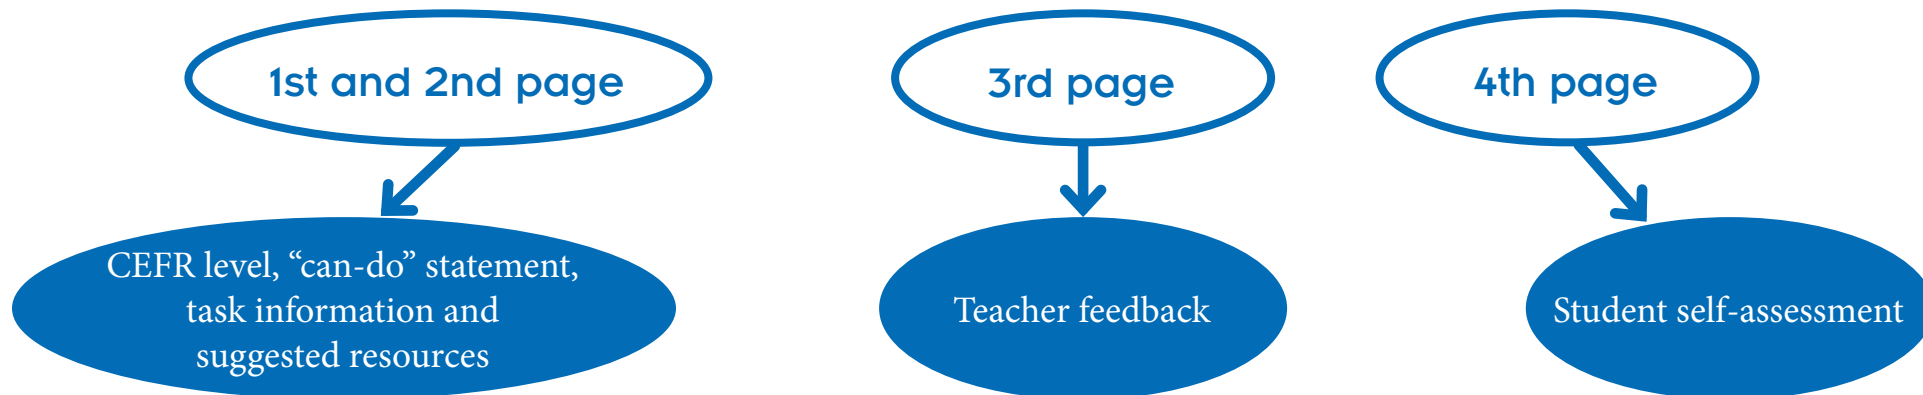 1st and 2nd page
3rd page
4th page
CEFR level, “can-do” statement,
task information and
suggested resources
Teacher feedback
Student self-assessment